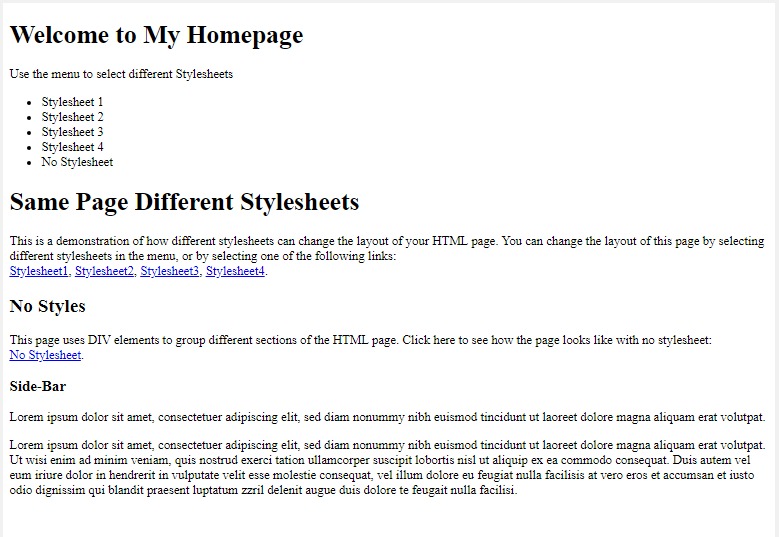 Welcome to My Homepage
Use the menu to select different Stylesheets
Stylesheet 1
Stylesheet 2
Stylesheet 3
Stylesheet 4
No Stylesheet
Same Page Different Stylesheets
This is a demonstration of how different stylesheets can change the layout of your HTML page. You can change the layout of this page by selecting
different stylesheets in the menu, or by selecting one of the following links:
Stylesheet1, Stylesheet2, Stylesheet3, Stylesheet4.
No Styles
This page uses DIV elements to group different sections of the HTML page. Click here to see how the page looks like with no stylesheet:
No Stylesheet.
Side-Bar
Lorem ipsum dolor sit amet, consectetuer adipiscing elit, sed diam nonummy nibh euismod tincidunt ut laoreet dolore magna aliquam erat volutpat.
Lorem ipsum dolor sit amet, consectetuer adipiscing elit, sed diam nonummy nibh euismod tincidunt ut laoreet dolore magna aliquam erat volutpat.
Ut wisi enim ad minim veniam, quis nostrud exerci tation ullamcorper suscipit lobortis nisl ut aliquip ex ea commodo consequat. Duis autem vel
eum iriure dolor in hendrerit in vulputate velit esse molestie consequat, vel illum dolore eu feugiat nulla facilisis at vero eros et accumsan et iusto
odio dignissim qui blandit praesent luptatum zzril delenit augue duis dolore te feugait nulla facilisi.